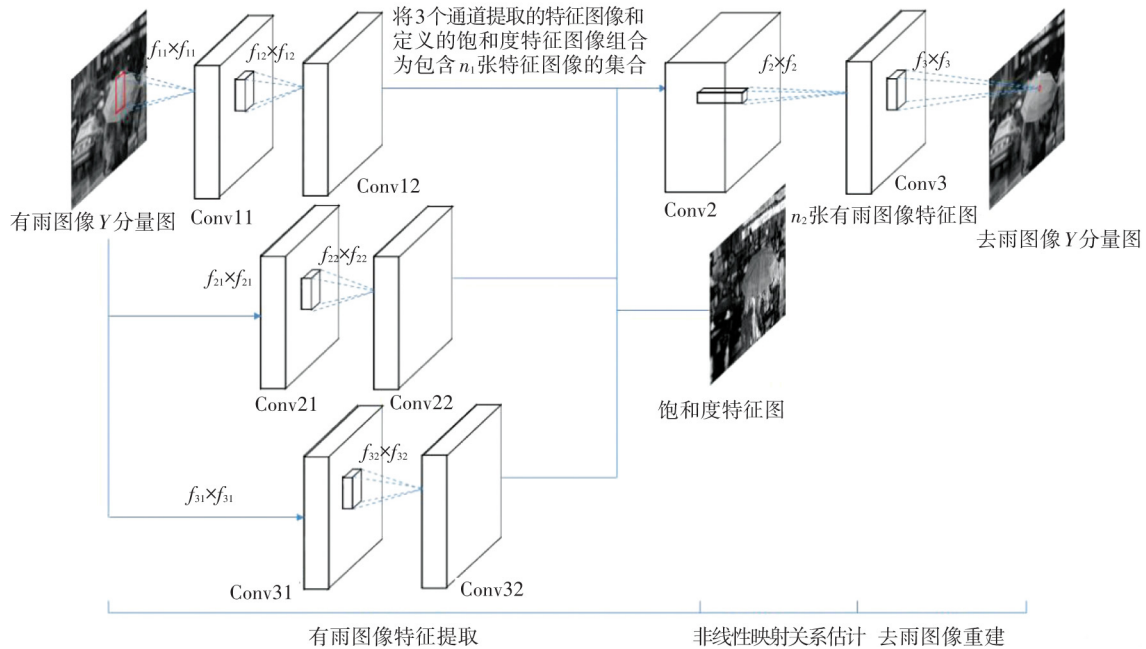 将3个通道提取的特征图像和
定义的饱和度特征图像组合
为包含n₁张特征图像的集合
f₁₁×f₁₁
f₁₂×f₁₂
f₂×f₂
f₃×f₃
Conv11
Conv12
Conv2
Conv3
有雨图像Y分量图
n₂张有雨图像特征图
去雨图像Y分量图
f₂₁×f₂₁
f₂₂×f₂₂
Conv21
Conv22
饱和度特征图
f₃₁×f₃₁
f₃₂×f₃₂
Conv31
Conv32
有雨图像特征提取
非线性映射关系估计
去雨图像重建